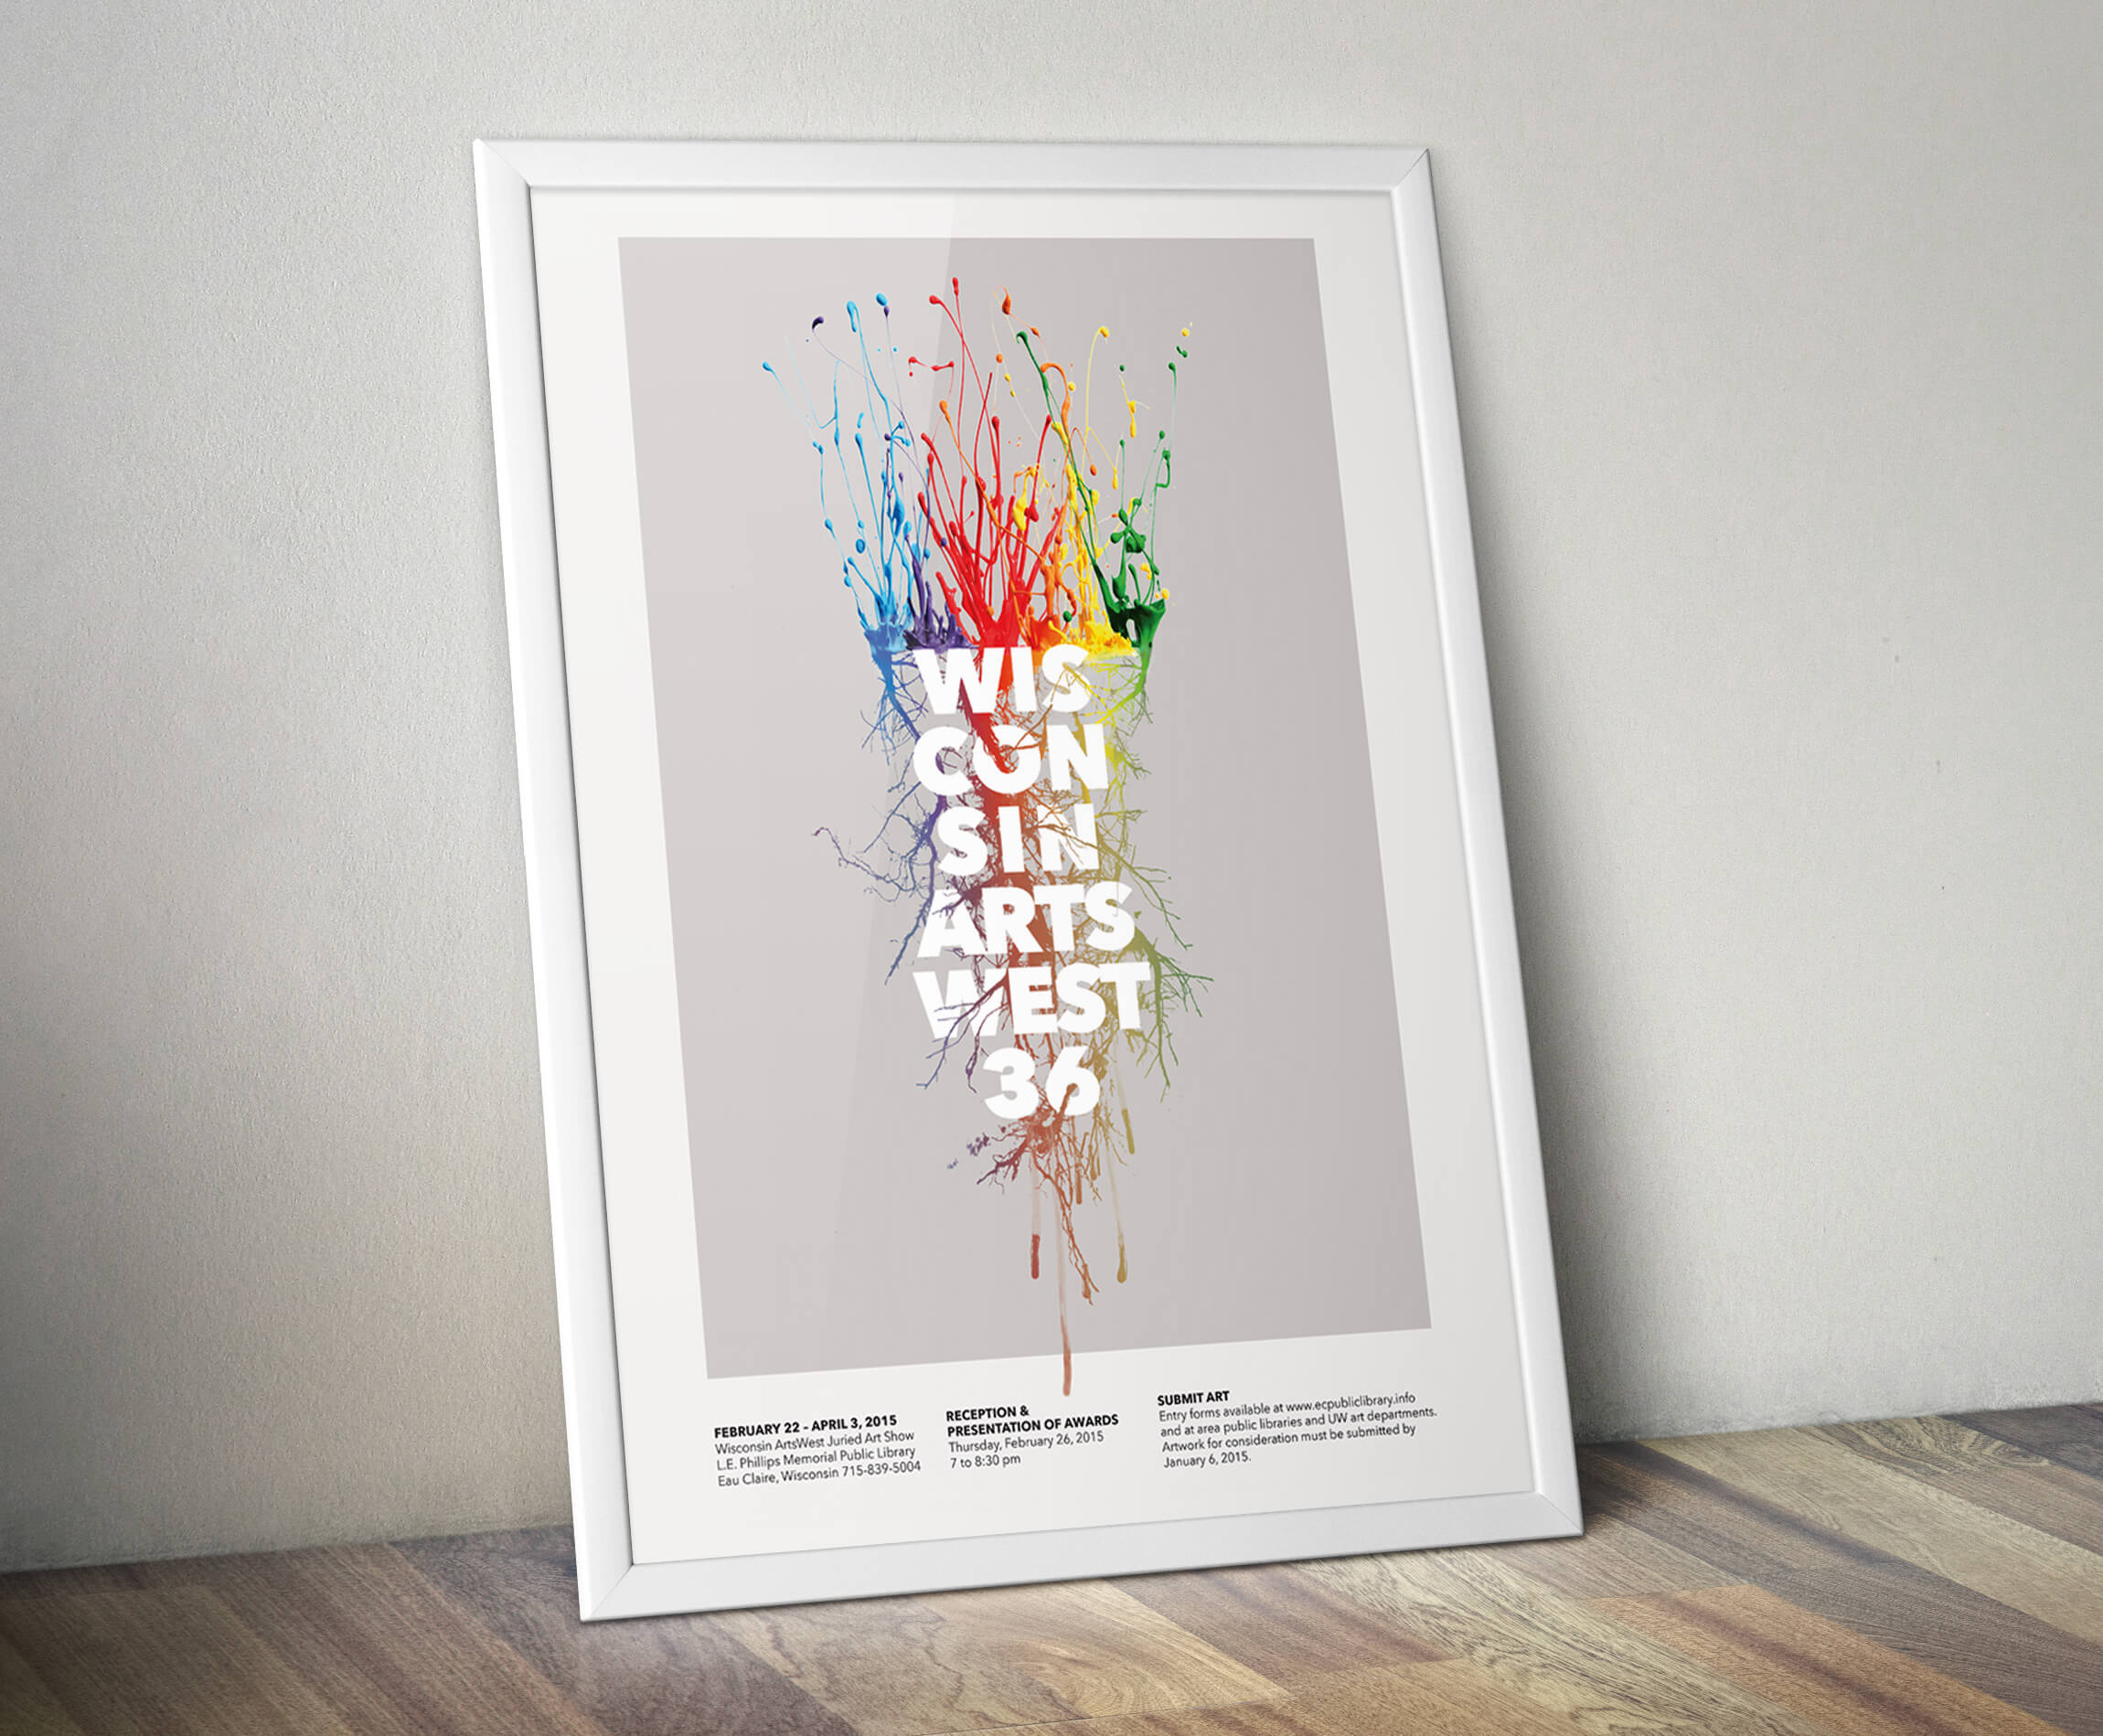 WIS
CON
SIN
ARTS
WEST
36
FEBRUARY 22 - APRIL 3, 2015
Wisconsin ArtsWest Juried Art Show
L.E. Phillips Memorial Public Library
Eau Claire, Wisconsin 715-839-5004
RECEPTION &
PRESENTATION OF AWARDS
Thursday, February 26, 2015
7 to 8:30 pm
SUBMIT ART
Entry forms available at www.ecpubliclibrary.info
and at area public libraries and UW art departments.
Artwork for consideration must be submitted by
January 6, 2015.